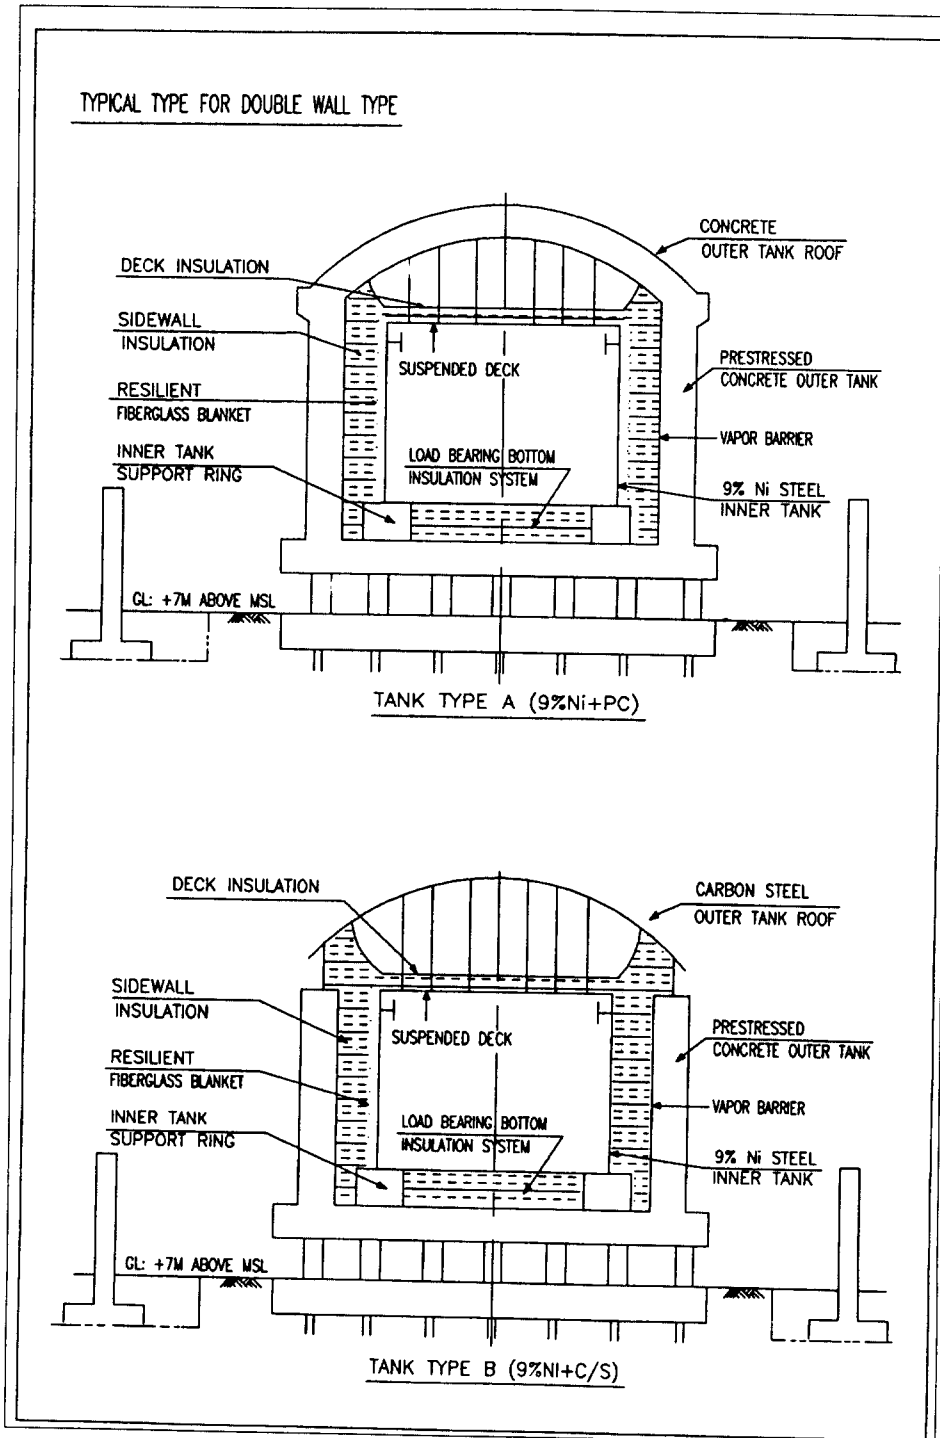 TYPICAL TYPE FOR DOUBLE WALL TYPE
CONCRETE
OUTER TANK ROOF
DECK INSULATION
SIDEWALL
INSULATION
SUSPENDED DECK
PRESTRESSED
CONCRETE OUTER TANK
RESILIENT
FIBERGLASS BLANKET
VAPOR BARRIER
INNER TANK
SUPPORT RING
LOAD BEARING BOTTOM
INSULATION SYSTEM
9% Ni STEEL
INNER TANK
GL: +7M ABOVE MSL
TANK TYPE A (9%Ni+PC)
DECK INSULATION
CARBON STEEL
OUTER TANK ROOF
SIDEWALL
INSULATION
SUSPENDED DECK
PRESTRESSED
CONCRETE OUTER TANK
RESILIENT
FIBERGLASS BLANKET
VAPOR BARRIER
INNER TANK
SUPPORT RING
LOAD BEARING BOTTOM
INSULATION SYSTEM
9% Ni STEEL
INNER TANK
GL: +7M ABOVE MSL
TANK TYPE B (9%NI+C/S)